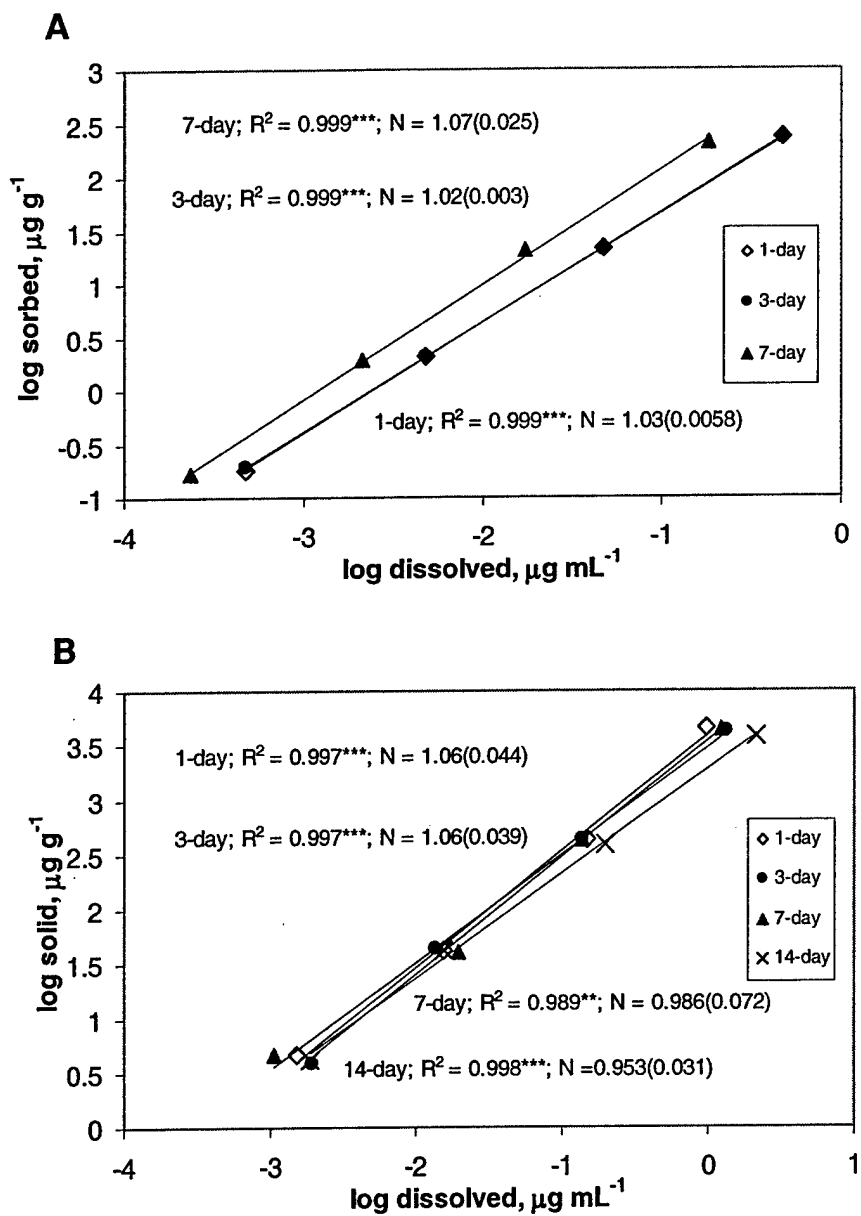 A
3
2.5
2
1.5
1
0.5
0
-0.5
-1
-4
-3
-2
-1
0
log sorbed, µg g⁻¹
log dissolved, µg mL⁻¹
7-day; R² = 0.999***; N = 1.07(0.025)
3-day; R² = 0.999***; N = 1.02(0.003)
1-day; R² = 0.999***; N = 1.03(0.0058)
1-day
3-day
7-day
B
4
3.5
3
2.5
2
1.5
1
0.5
0
-4
-3
-2
-1
0
1
log solid, µg g⁻¹
log dissolved, µg mL⁻¹
1-day; R² = 0.997***; N = 1.06(0.044)
3-day; R² = 0.997***; N = 1.06(0.039)
7-day; R² = 0.989**; N = 0.986(0.072)
14-day; R² = 0.998***; N =0.953(0.031)
1-day
3-day
7-day
14-day